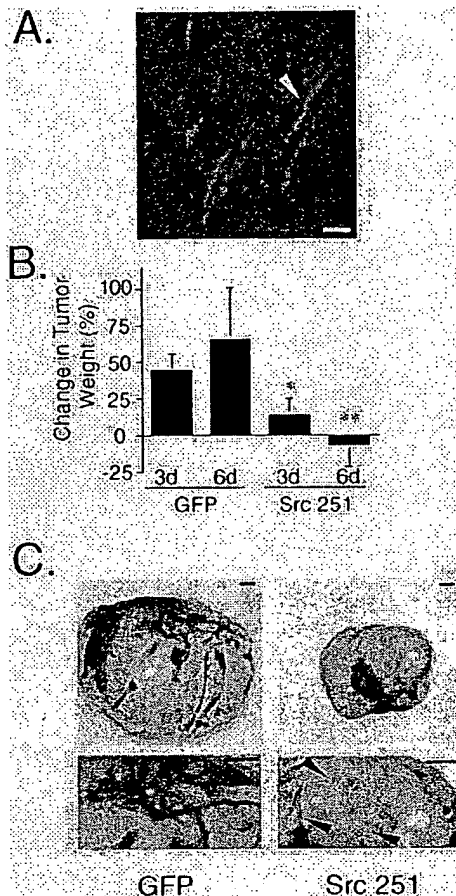 A.
B.
Change in Tumor
Weight (%)
100
75
50
25
0
-25
*
**
3d 6d 3d 6d
GFP Src 251
C.
GFP Src 251